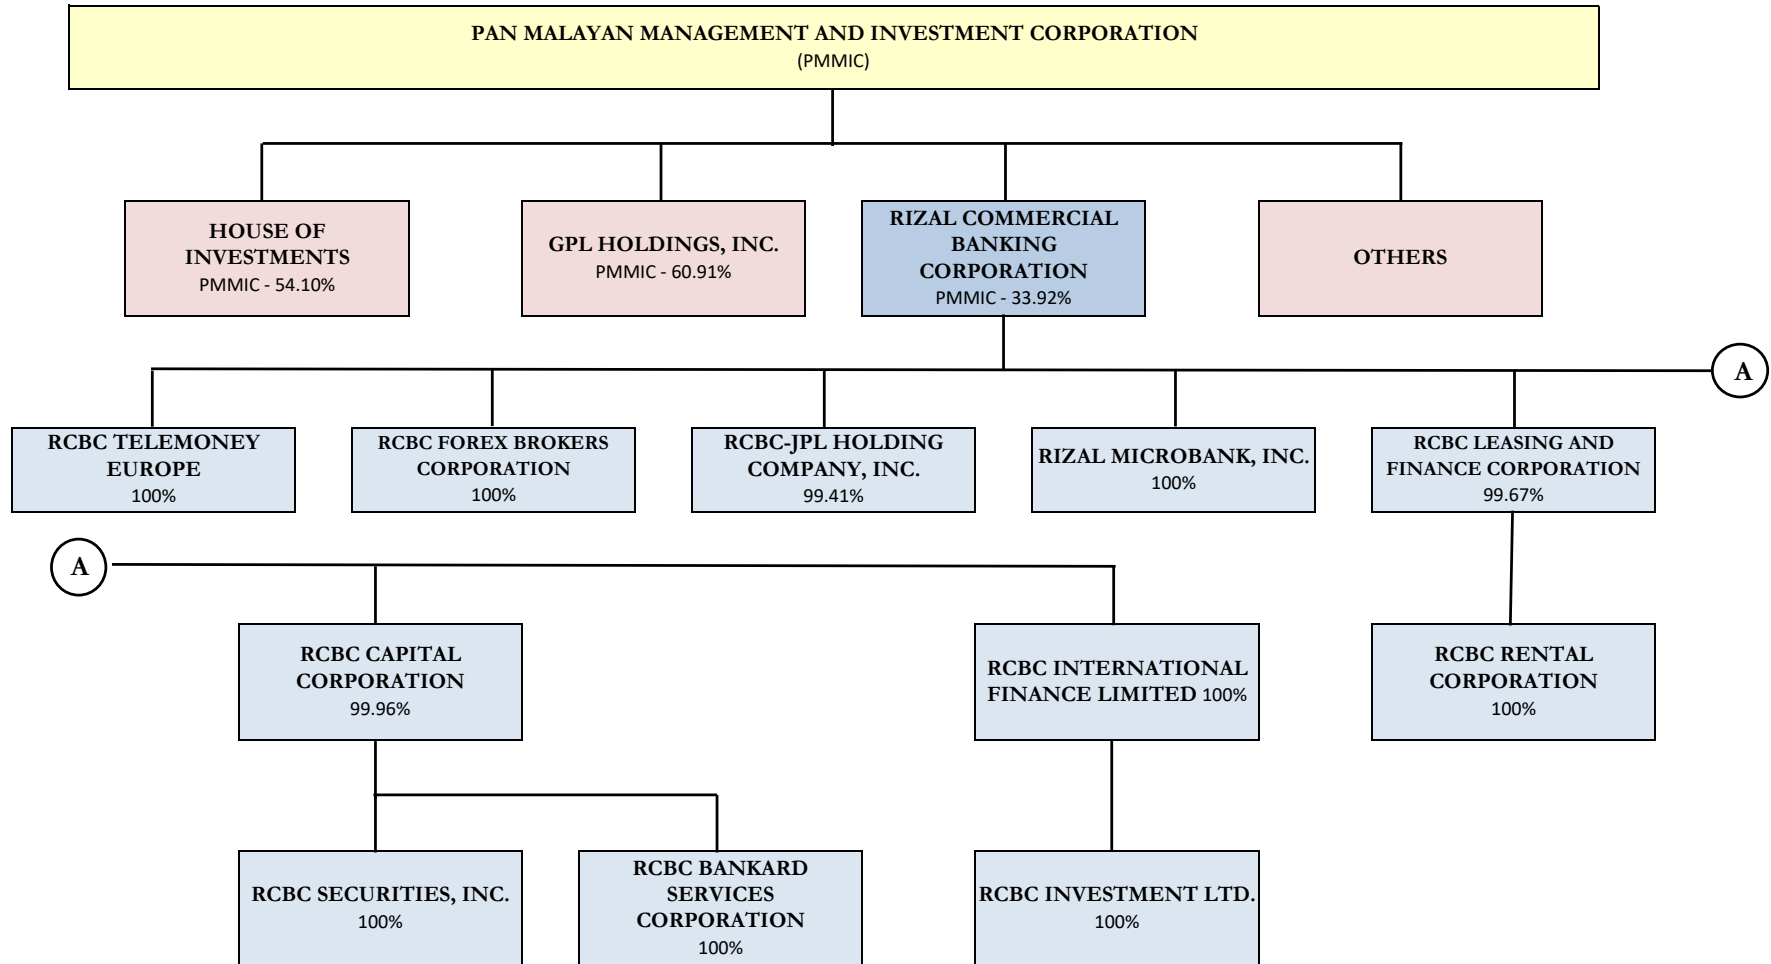 PAN MALAYAN MANAGEMENT AND INVESTMENT CORPORATION
(PMMIC)
HOUSE OF
INVESTMENTS
PMMIC - 54.10%
GPL HOLDINGS, INC.
PMMIC - 60.91%
RIZAL COMMERCIAL
BANKING
CORPORATION
PMMIC - 33.92%
OTHERS
A
RCBC TELEMONEY
EUROPE
100%
RCBC FOREX BROKERS
CORPORATION
100%
RCBC-JPL HOLDING
COMPANY, INC.
99.41%
RIZAL MICROBANK, INC.
100%
RCBC LEASING AND
FINANCE CORPORATION
99.67%
A
RCBC CAPITAL
CORPORATION
99.96%
RCBC INTERNATIONAL
FINANCE LIMITED 100%
RCBC RENTAL
CORPORATION
100%
RCBC SECURITIES, INC.
100%
RCBC BANKARD
SERVICES
CORPORATION
100%
RCBC INVESTMENT LTD.
100%